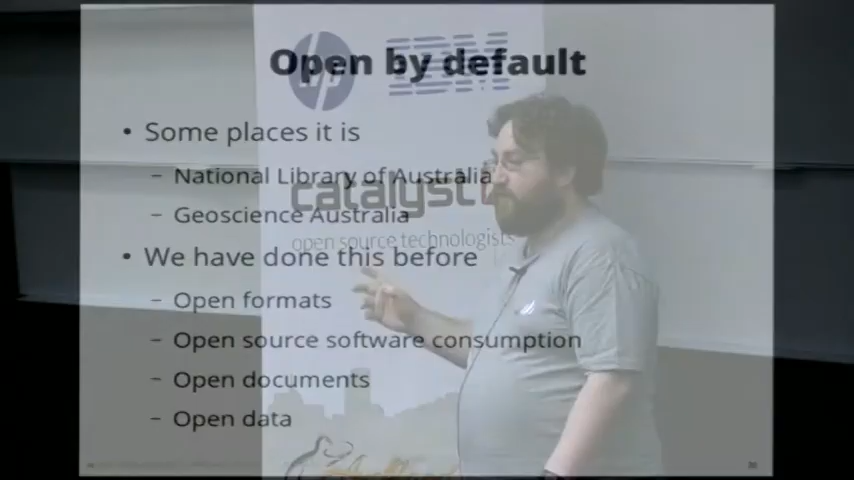 Open by default
hp IBM
• Some places it is
– National Library of Australia
catalyst
– Geoscience Australia
open source technologists
• We have done this before
– Open formats
– Open source software consumption
– Open documents
– Open data